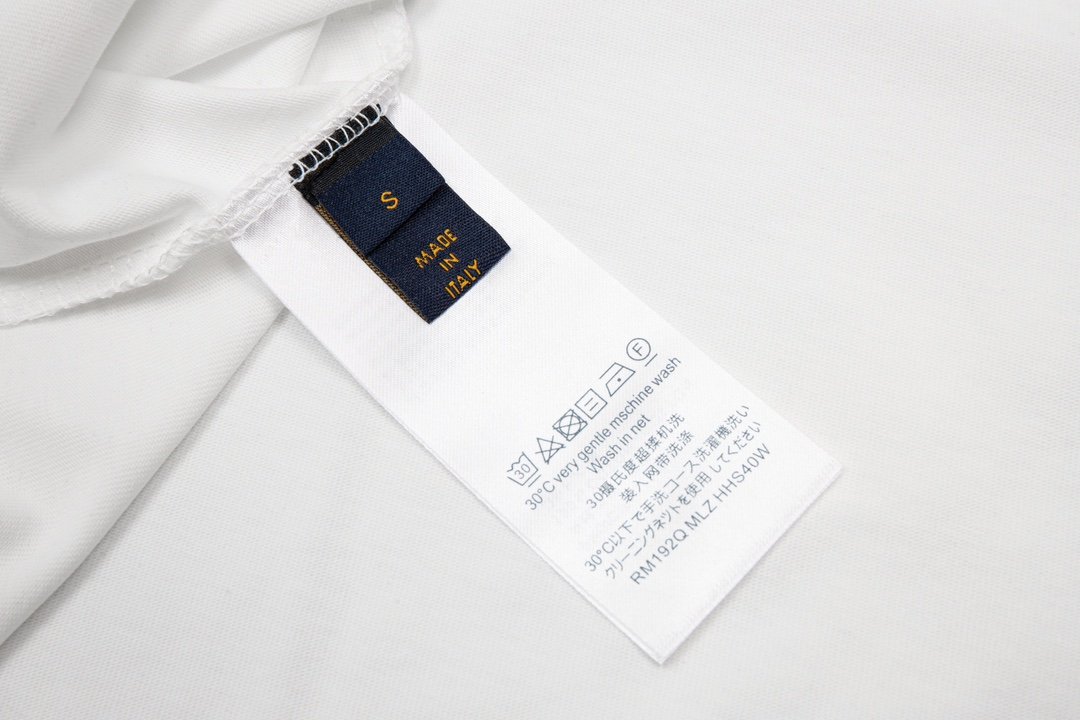 S
MADE
IN
ITALY
30
F
30°C very gentle mschine wash
Wash in net
30摄氏度超揉机洗
装入网带洗涤
30°C以下で手洗コース洗濯機洗い
クリーニングネットを使用してください
RM192Q MLZ HHS40W